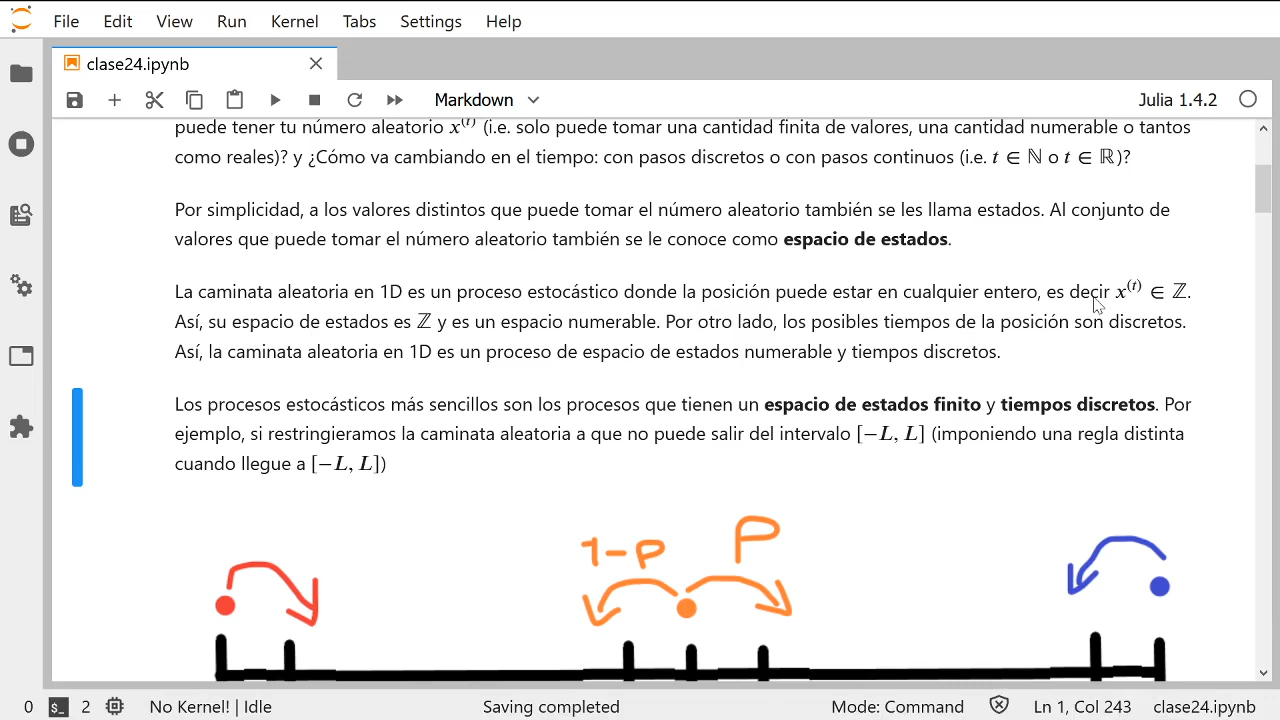 File Edit View Run Kernel Tabs Settings Help
clase24.ipynb
Markdown
Julia 1.4.2
puede tener tu número aleatorio x^(t) (i.e. solo puede tomar una cantidad finita de valores, una cantidad numerable o tantos
como reales)? y ¿Cómo va cambiando en el tiempo: con pasos discretos o con pasos continuos (i.e. t ∈ ℕ o t ∈ ℝ)?
Por simplicidad, a los valores distintos que puede tomar el número aleatorio también se les llama estados. Al conjunto de
valores que puede tomar el número aleatorio también se le conoce como espacio de estados.
La caminata aleatoria en 1D es un proceso estocástico donde la posición puede estar en cualquier entero, es decir x^(t) ∈ ℤ.
Así, su espacio de estados es ℤ y es un espacio numerable. Por otro lado, los posibles tiempos de la posición son discretos.
Así, la caminata aleatoria en 1D es un proceso de espacio de estados numerable y tiempos discretos.
Los procesos estocásticos más sencillos son los procesos que tienen un espacio de estados finito y tiempos discretos. Por
ejemplo, si restringieramos la caminata aleatoria a que no puede salir del intervalo [−L, L] (imponiendo una regla distinta
cuando llegue a [−L, L])
1-P P
0 $_ 2 No Kernel! | Idle Saving completed Mode: Command Ln 1, Col 243 clase24.ipynb